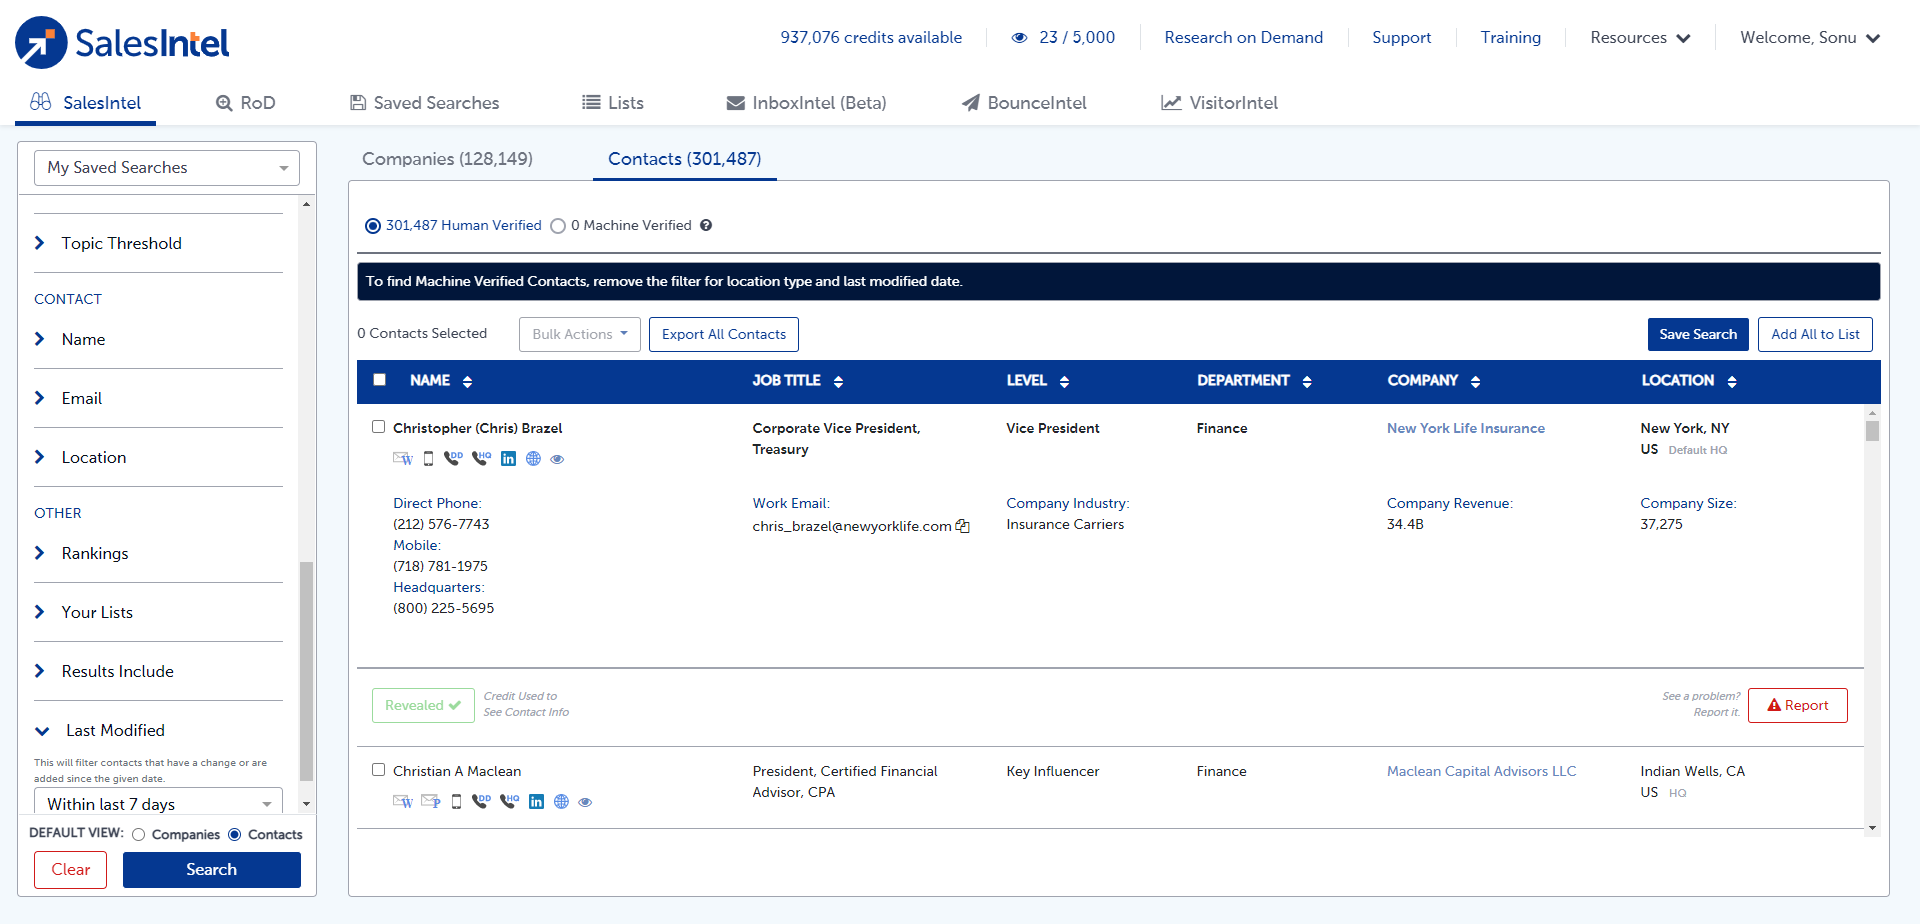 SalesIntel
937,076 credits available
23 / 5,000
Research on Demand
Support
Training
Resources
Welcome, Sonu
SalesIntel
RoD
Saved Searches
Lists
InboxIntel (Beta)
BounceIntel
VisitorIntel
My Saved Searches
Topic Threshold
CONTACT
Name
Email
Location
OTHER
Rankings
Your Lists
Results Include
Last Modified
This will filter contacts that have a change or are
added since the given date.
Within last 7 days
DEFAULT VIEW:
Companies
Contacts
Clear
Search
Companies (128,149)
Contacts (301,487)
301,487 Human Verified
0 Machine Verified
To find Machine Verified Contacts, remove the filter for location type and last modified date.
0 Contacts Selected
Bulk Actions
Export All Contacts
Save Search
Add All to List
NAME
JOB TITLE
LEVEL
DEPARTMENT
COMPANY
LOCATION
Christopher (Chris) Brazel
Corporate Vice President,
Treasury
Vice President
Finance
New York Life Insurance
New York, NY
US Default HQ
W
DD
HQ
in
Direct Phone:
(212) 576-7743
Mobile:
(718) 781-1975
Headquarters:
(800) 225-5695
Work Email:
chris_brazel@newyorklife.com
Company Industry:
Insurance Carriers
Company Revenue:
34.4B
Company Size:
37,275
Revealed
Credit Used to
See Contact Info
See a problem?
Report it.
Report
Christian A Maclean
President, Certified Financial
Advisor, CPA
Key Influencer
Finance
Maclean Capital Advisors LLC
Indian Wells, CA
US HQ
W
P
DD
HQ
in